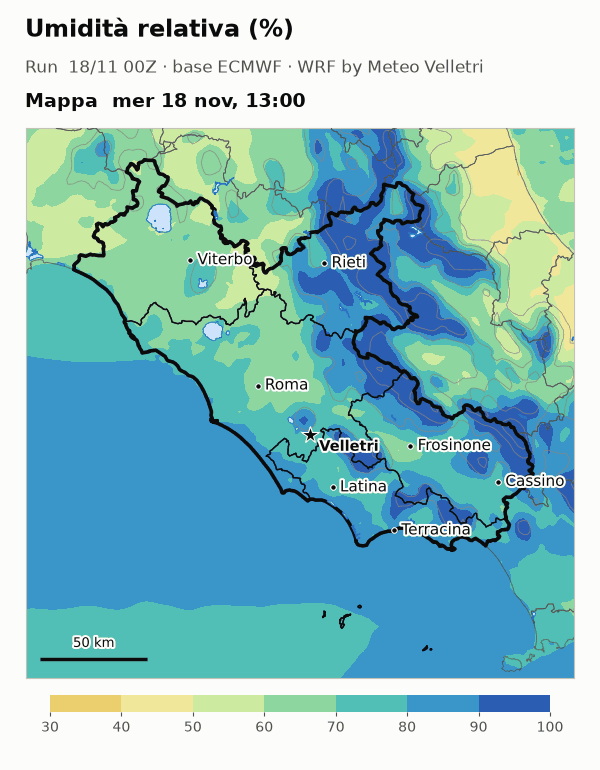 Umidità relativa (%)
Run  18/11 00Z · base ECMWF · WRF by Meteo Velletri
Mappa  mer 18 nov, 13:00
Viterbo
Rieti
Roma
Velletri
Frosinone
Cassino
Latina
Terracina
50 km
30 40 50 60 70 80 90 100